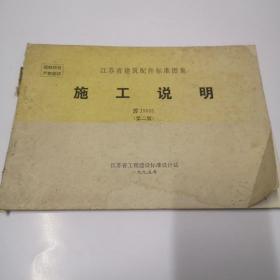 江苏省建筑配件标准图集
施工说明
苏J9501
(第二版)
江苏省工程建设标准设计站
一九九五年